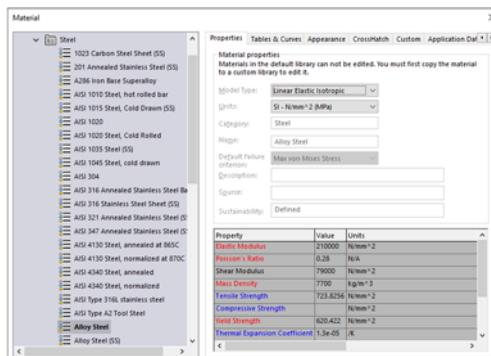 Material
Steel
1023 Carbon Steel Sheet (SS)
201 Annealed Stainless Steel (SS)
A286 Iron Base Superalloy
AISI 1010 Steel, hot rolled bar
AISI 1015 Steel, Cold Drawn (SS)
AISI 1020
AISI 1020 Steel, Cold Rolled
AISI 1035 Steel (SS)
AISI 1045 Steel, cold drawn
AISI 304
AISI 316 Annealed Stainless Steel Ba
AISI 316 Stainless Steel Sheet (SS)
AISI 321 Annealed Stainless Steel (S
AISI 347 Annealed Stainless Steel (S
AISI 4130 Steel, annealed at 865C
AISI 4130 Steel, normalized at 870C
AISI 4340 Steel, annealed
AISI 4340 Steel, normalized
AISI Type 316L stainless steel
AISI Type A2 Tool Steel
Alloy Steel
Alloy Steel (SS)
Properties Tables & Curves Appearance CrossHatch Custom Application Dat
Material properties
Materials in the default library can not be edited. You must first copy the material
to a custom library to edit it.
Model Type: Linear Elastic Isotropic
Units: SI - N/mm^2 (MPa)
Category: Steel
Name: Alloy Steel
Default failure
criterion: Max von Mises Stress
Description:
Source:
Sustainability: Defined
Property Value Units
Elastic Modulus 210000 N/mm^2
Poisson's Ratio 0.28 N/A
Shear Modulus 79000 N/mm^2
Mass Density 7700 kg/m^3
Tensile Strength 723.8256 N/mm^2
Compressive Strength N/mm^2
Yield Strength 620.422 N/mm^2
Thermal Expansion Coefficient 1.3e-05 /K